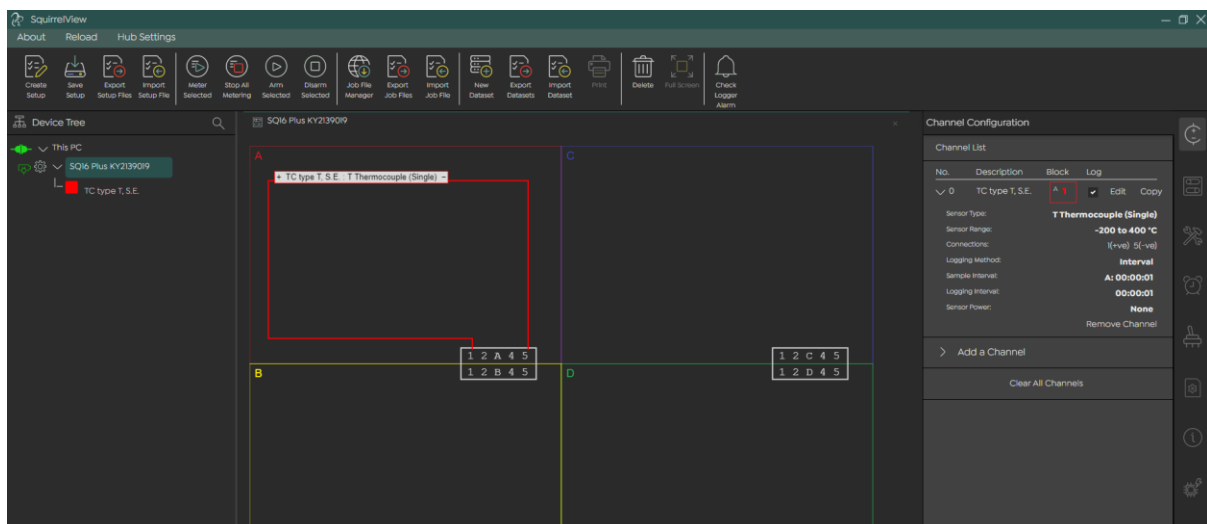 SquirrelView
About Reload Hub Settings
Create Setup
Save Setup
Export Setup Files
Import Setup File
Meter Selected
Stop All Metering
Arm Selected
Disarm Selected
Job File Manager
Export Job Files
Import Job File
New Dataset
Export Datasets
Import Dataset
Print
Delete
Full Screen
Check Logger Alarm
Device Tree
This PC
SQ16 Plus KY2139019
TC type T, S.E.
SQ16 Plus KY2139019 ×
A
C
+ TC type T, S.E. : T Thermocouple (Single) −
1 2 A 4 5
1 2 C 4 5
B
1 2 B 4 5
D
1 2 D 4 5
Channel Configuration
Channel List
No. Description Block Log
0 TC type T, S.E. A 1 Edit Copy
Sensor Type: T Thermocouple (Single)
Sensor Range: -200 to 400 °C
Connections: 1(+ve) 5(-ve)
Logging Method: Interval
Sample Interval: A: 00:00:01
Logging Interval: 00:00:01
Sensor Power: None
Remove Channel
Add a Channel
Clear All Channels